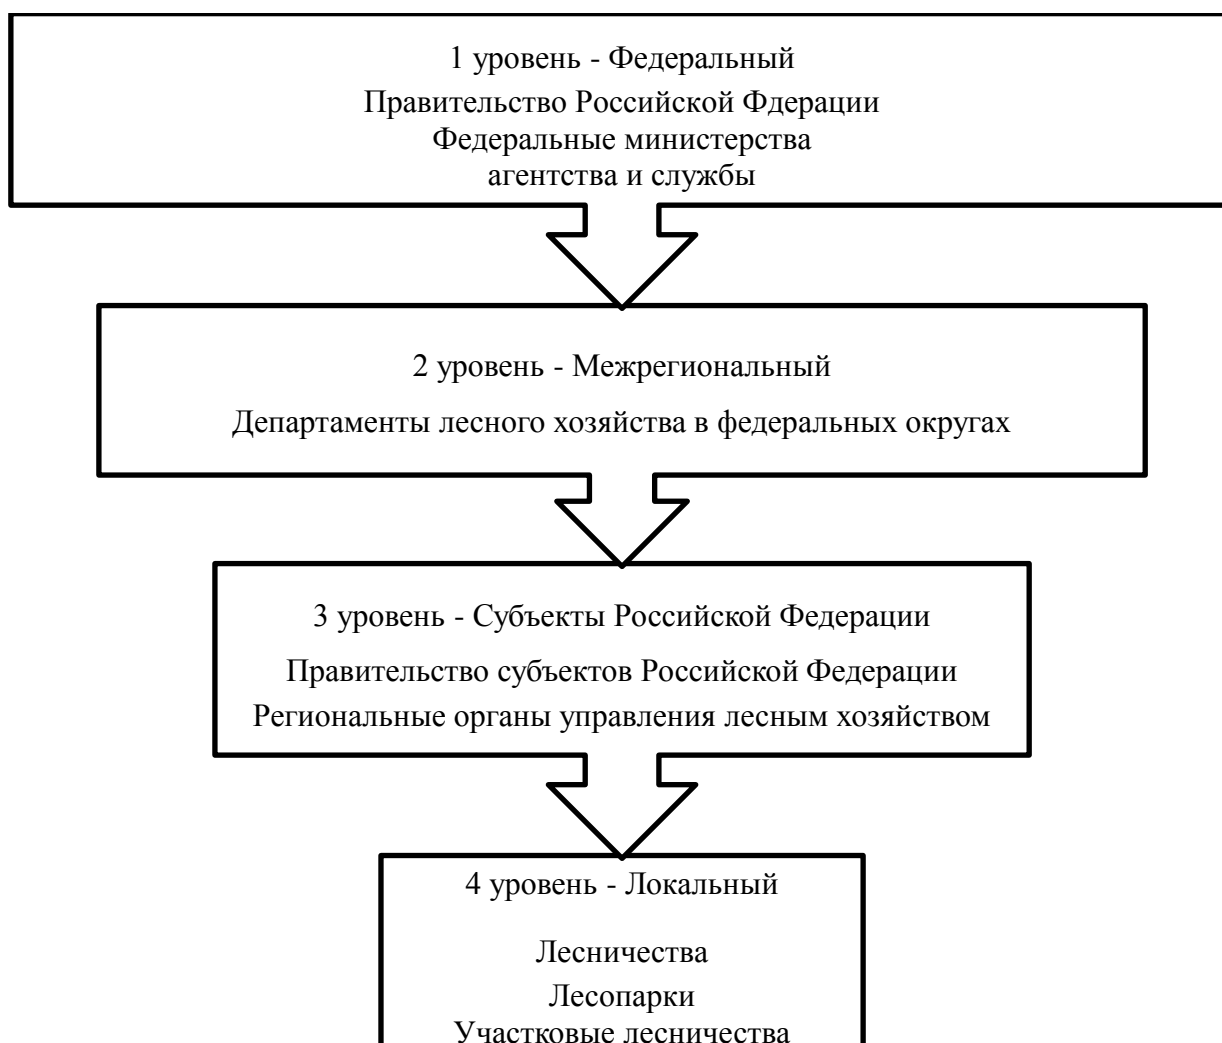 1 уровень - Федеральный
Правительство Российской Фдерации
Федеральные министерства
агентства и службы
2 уровень - Межрегиональный
Департаменты лесного хозяйства в федеральных округах
3 уровень - Субъекты Российской Федерации
Правительство субъектов Российской Федерации
Региональные органы управления лесным хозяйством
4 уровень - Локальный
Лесничества
Лесопарки
Участковые лесничества